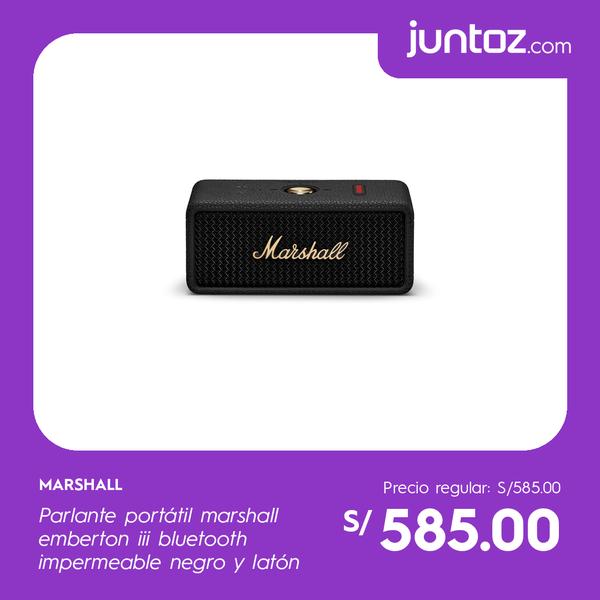 juntoz.com
Marshall
MARSHALL
Parlante portátil marshall
emberton iii bluetooth
impermeable negro y latón
Precio regular: S/585.00
S/ 585.00